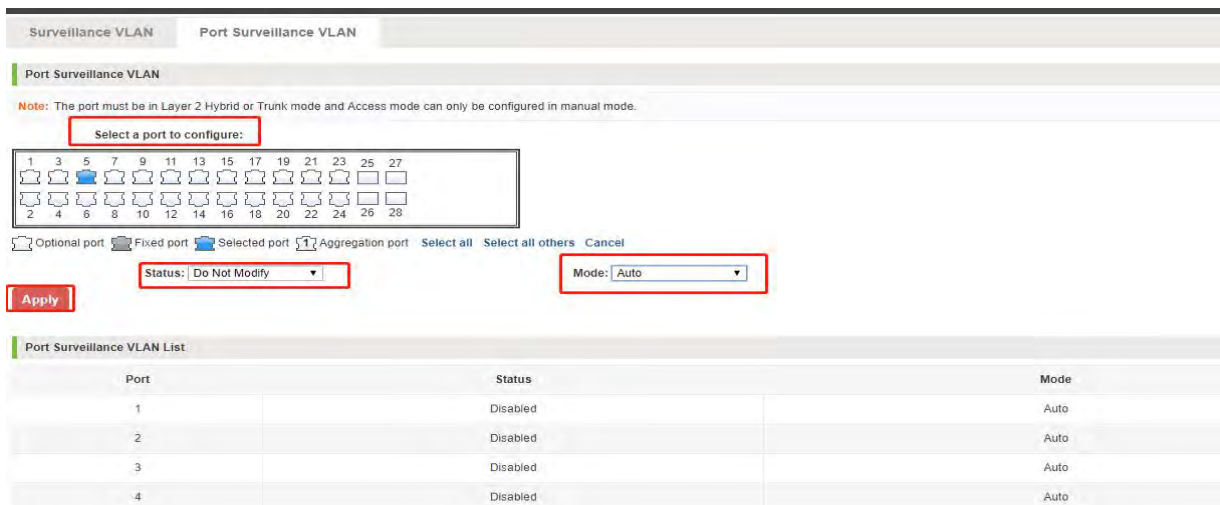 Surveillance VLAN Port Surveillance VLAN
Port Surveillance VLAN
Note: The port must be in Layer 2 Hybrid or Trunk mode and Access mode can only be configured in manual mode.
Select a port to configure:
1 3 5 7 9 11 13 15 17 19 21 23 25 27
2 4 6 8 10 12 14 16 18 20 22 24 26 28
Optional port Fixed port Selected port 1 Aggregation port Select all Select all others Cancel
Status: Do Not Modify Mode: Auto
Apply
Port Surveillance VLAN List
Port Status Mode
1 Disabled Auto
2 Disabled Auto
3 Disabled Auto
4 Disabled Auto